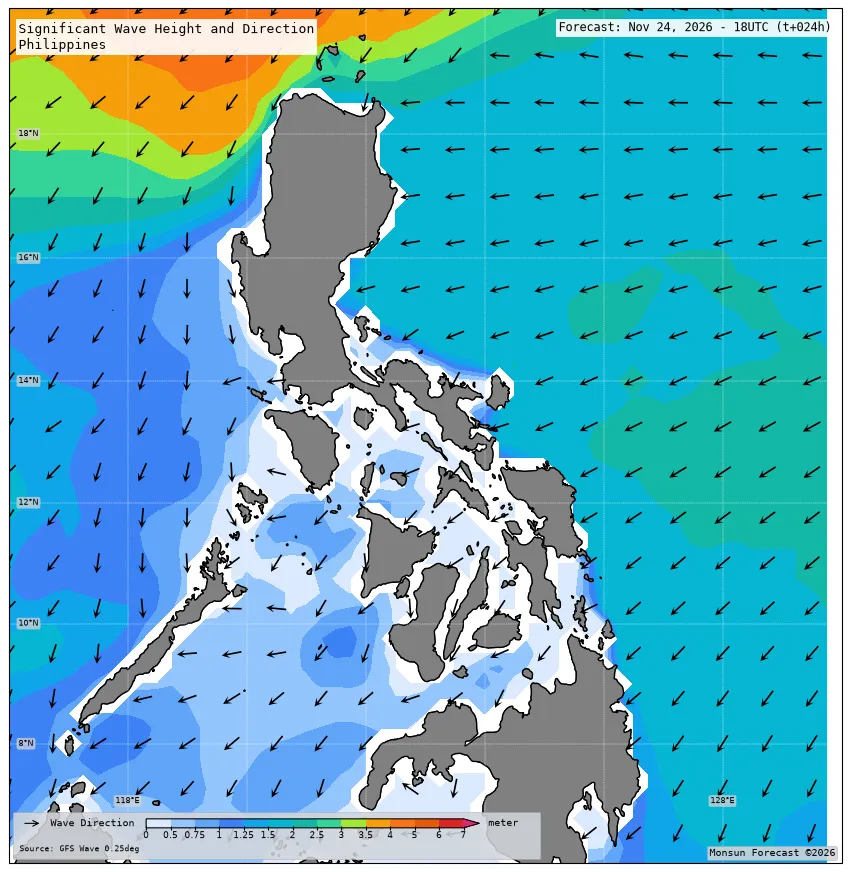 Significant Wave Height and Direction
Philippines
Forecast: Nov 24, 2026 - 18UTC (t+024h)
18°N
16°N
14°N
12°N
10°N
8°N
118°E
128°E
Wave Direction
meter
0 0.5 0.75 1 1.25 1.5 2 2.5 3 3.5 4 5 6 7
Source: GFS Wave 0.25deg
Monsun Forecast ©2026